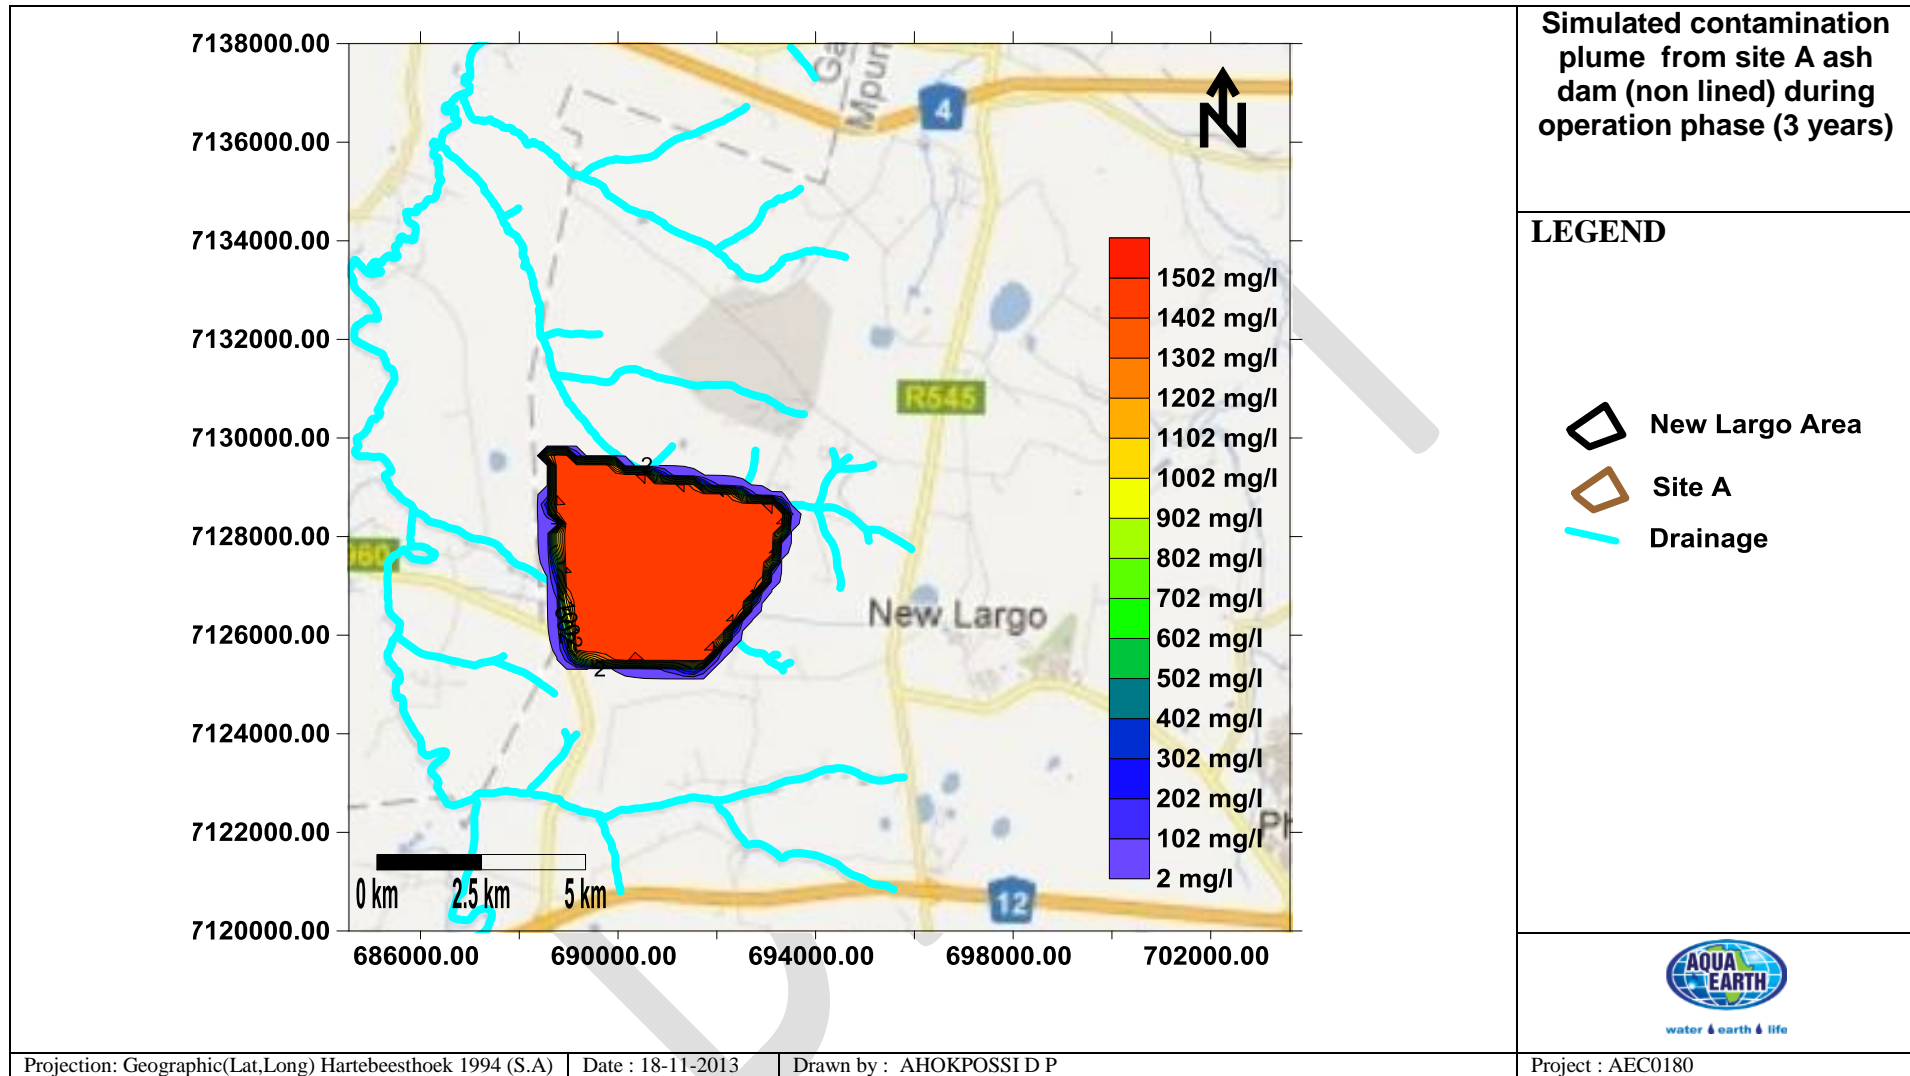 Simulated contamination
plume from site A ash
dam (non lined) during
operation phase (3 years)
LEGEND
New Largo Area
Site A
Drainage
7138000.00
7136000.00
7134000.00
7132000.00
7130000.00
7128000.00
7126000.00
7124000.00
7122000.00
7120000.00
686000.00
690000.00
694000.00
698000.00
702000.00
Ga
Mpun
4
N
R545
960
New Largo
12
Ph
2
2
1502 mg/l
1402 mg/l
1302 mg/l
1202 mg/l
1102 mg/l
1002 mg/l
902 mg/l
802 mg/l
702 mg/l
602 mg/l
502 mg/l
402 mg/l
302 mg/l
202 mg/l
102 mg/l
2 mg/l
0 km
2.5 km
5 km
AQUA
EARTH
water earth life
Projection: Geographic(Lat,Long) Hartebeesthoek 1994 (S.A)
Date : 18-11-2013
Drawn by : AHOKPOSSI D P
Project : AEC0180